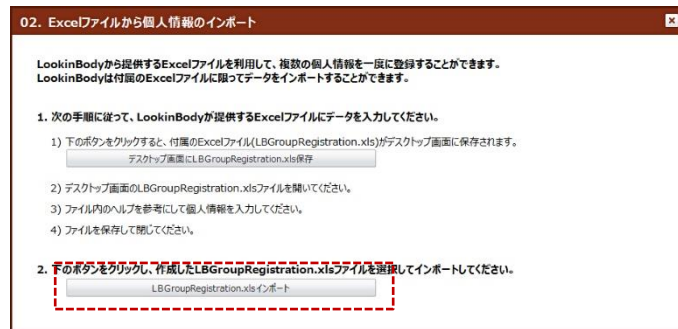 02. Excelファイルから個人情報のインポート
LookinBodyから提供するExcelファイルを利用して、複数の個人情報を一度に登録することができます。
LookinBodyは付属のExcelファイルに限ってデータをインポートすることができます。
1. 次の手順に従って、LookinBodyが提供するExcelファイルにデータを入力してください。
1) 下のボタンをクリックすると、付属のExcelファイル(LBGroupRegistration.xls)がデスクトップ画面に保存されます。
デスクトップ画面にLBGroupRegistration.xls保存
2) デスクトップ画面のLBGroupRegistration.xlsファイルを開いてください。
3) ファイル内のヘルプを参考にして個人情報を入力してください。
4) ファイルを保存して閉じてください。
2. 下のボタンをクリックし、作成したLBGroupRegistration.xlsファイルを選択してインポートしてください。
LBGroupRegistration.xlsインポート